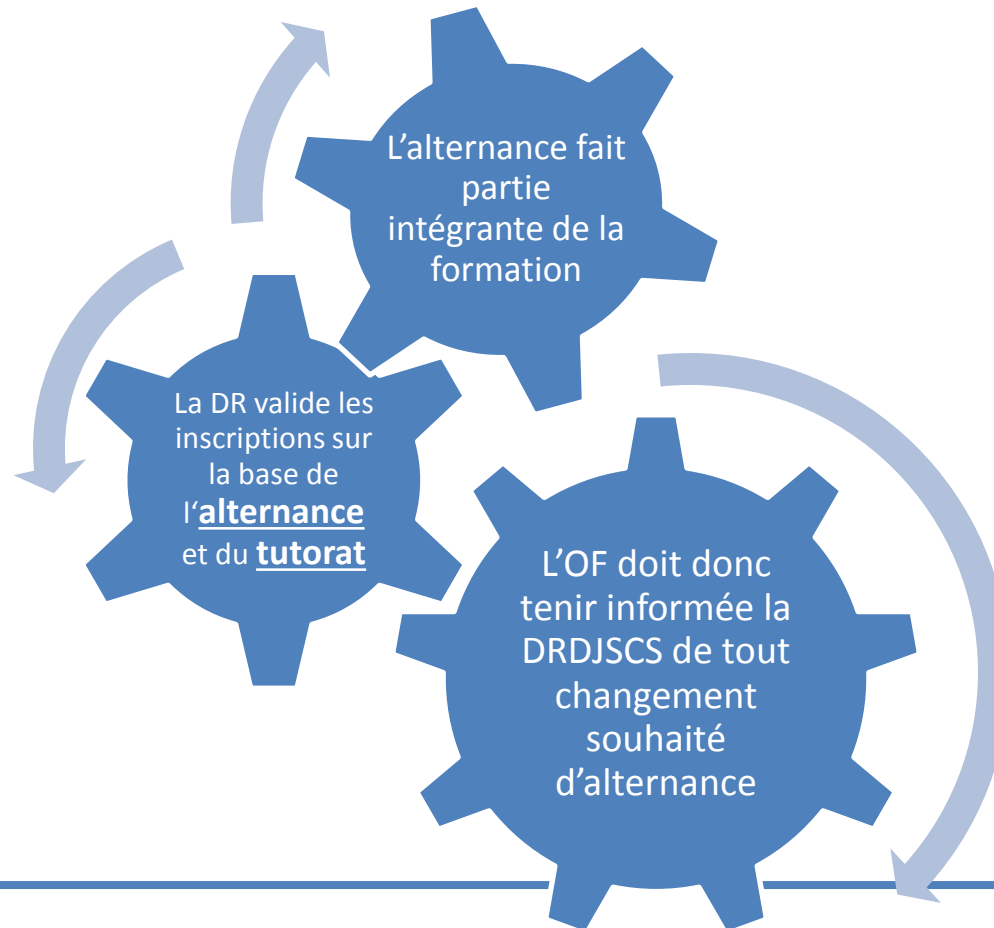 L’alternance fait
partie
intégrante de la
formation
La DR valide les
inscriptions sur
la base de
l‘alternance
et du tutorat
L’OF doit donc
tenir informée la
DRDJSCS de tout
changement
souhaité
d’alternance